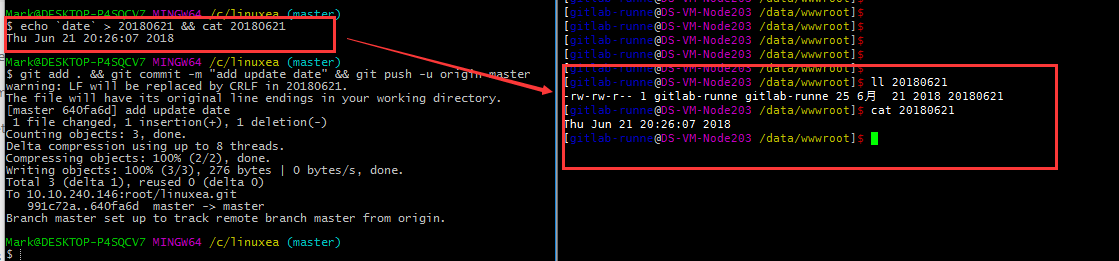 Mark@DESKTOP-P4SQCV7 MINGW64 /c/linuxea (master)
$ echo `date` > 20180621 && cat 20180621
Thu Jun 21 20:26:07 2018
Mark@DESKTOP-P4SQCV7 MINGW64 /c/linuxea (master)
$ git add . && git commit -m "add update date" && git push -u origin master
warning: LF will be replaced by CRLF in 20180621.
The file will have its original line endings in your working directory.
[master 640fa6d] add update date
1 file changed, 1 insertion(+), 1 deletion(-)
Counting objects: 3, done.
Delta compression using up to 8 threads.
Compressing objects: 100% (2/2), done.
Writing objects: 100% (3/3), 276 bytes | 0 bytes/s, done.
Total 3 (delta 1), reused 0 (delta 0)
To 10.10.240.146:root/linuxea.git
991c72a..640fa6d master -> master
Branch master set up to track remote branch master from origin.
Mark@DESKTOP-P4SQCV7 MINGW64 /c/linuxea (master)
$
[gitlab-runne@DS-VM-Node203 /data/wwwroot]$
[gitlab-runne@DS-VM-Node203 /data/wwwroot]$
[gitlab-runne@DS-VM-Node203 /data/wwwroot]$
[gitlab-runne@DS-VM-Node203 /data/wwwroot]$
[gitlab-runne@DS-VM-Node203 /data/wwwroot]$
[gitlab-runne@DS-VM-Node203 /data/wwwroot]$ ll 20180621
-rw-rw-r-- 1 gitlab-runne gitlab-runne 25 6月 21 2018 20180621
[gitlab-runne@DS-VM-Node203 /data/wwwroot]$ cat 20180621
Thu Jun 21 20:26:07 2018
[gitlab-runne@DS-VM-Node203 /data/wwwroot]$